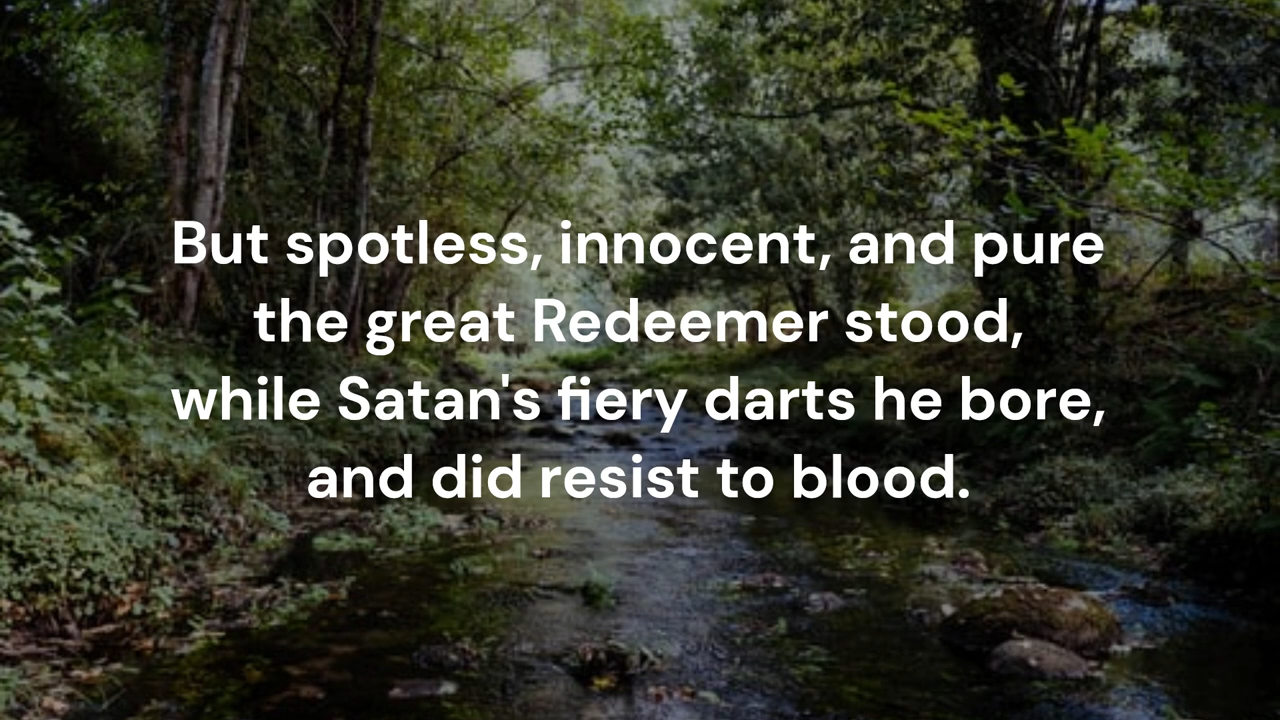 But spotless, innocent, and pure
the great Redeemer stood,
while Satan's fiery darts he bore,
and did resist to blood.